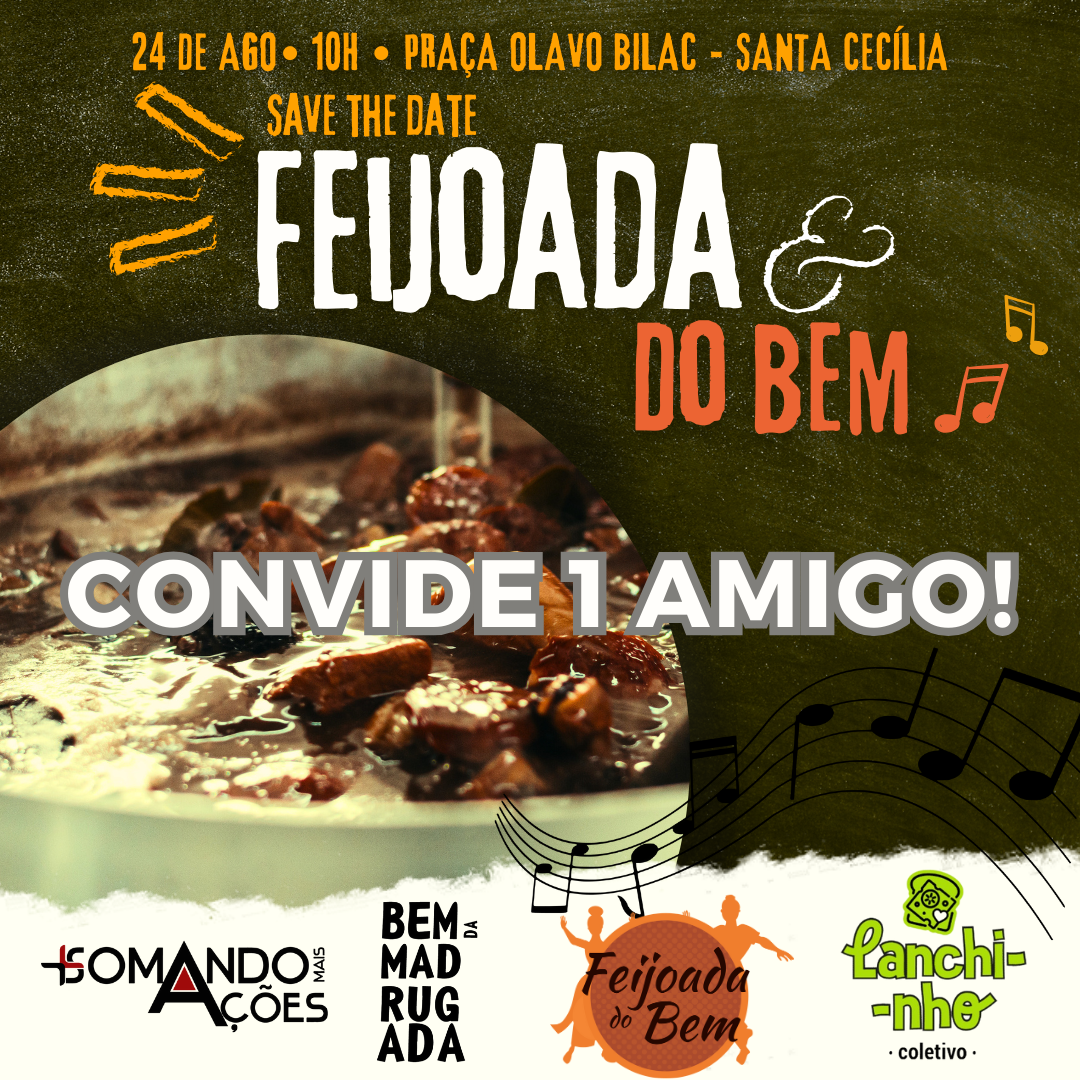 24 DE AGO • 10H • PRAÇA OLAVO BILAC - SANTA CECÍLIA
SAVE THE DATE
FEIJOADA &
DO BEM
CONVIDE 1 AMIGO!
+SOMANDO MAIS
AÇÕES
BEM DA
MAD
RUG
ADA
Feijoada
do Bem
Lanchi-
-nho
· coletivo ·